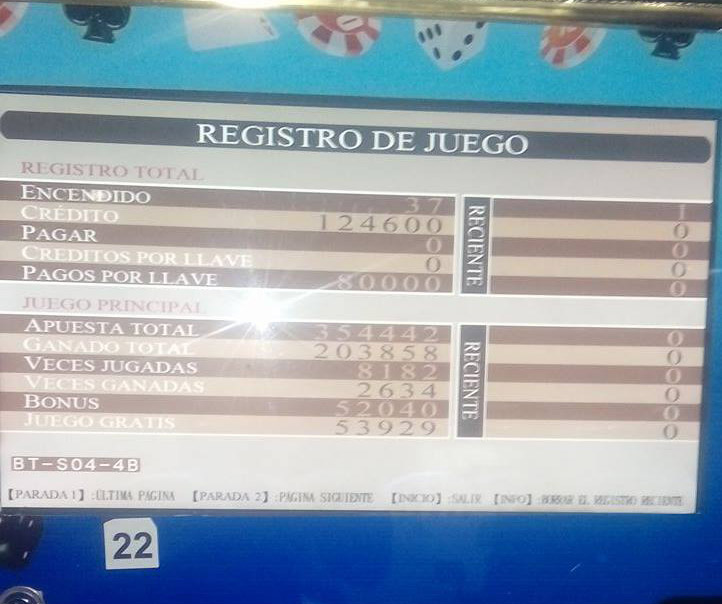 REGISTRO DE JUEGO
REGISTRO TOTAL
ENCENDIDO 37 1
CRÉDITO 124600 0
PAGAR 0 0
CREDITOS POR LLAVE 0 0
PAGOS POR LLAVE 80000 0
RECIENTE
JUEGO PRINCIPAL
APUESTA TOTAL 354442 0
GANADO TOTAL 203858 0
VECES JUGADAS 8182 0
VECES GANADAS 2634 0
BONUS 52040 0
JUEGO GRATIS 53929 0
RECIENTE
BT-S04-4B
【PARADA 1】:ULTIMA PAGINA 【PARADA 2】:PAGINA SIGUIENTE 【INICIO】:SALIR 【INFO】:BORRAR EL REGISTRO RECIENTE
22